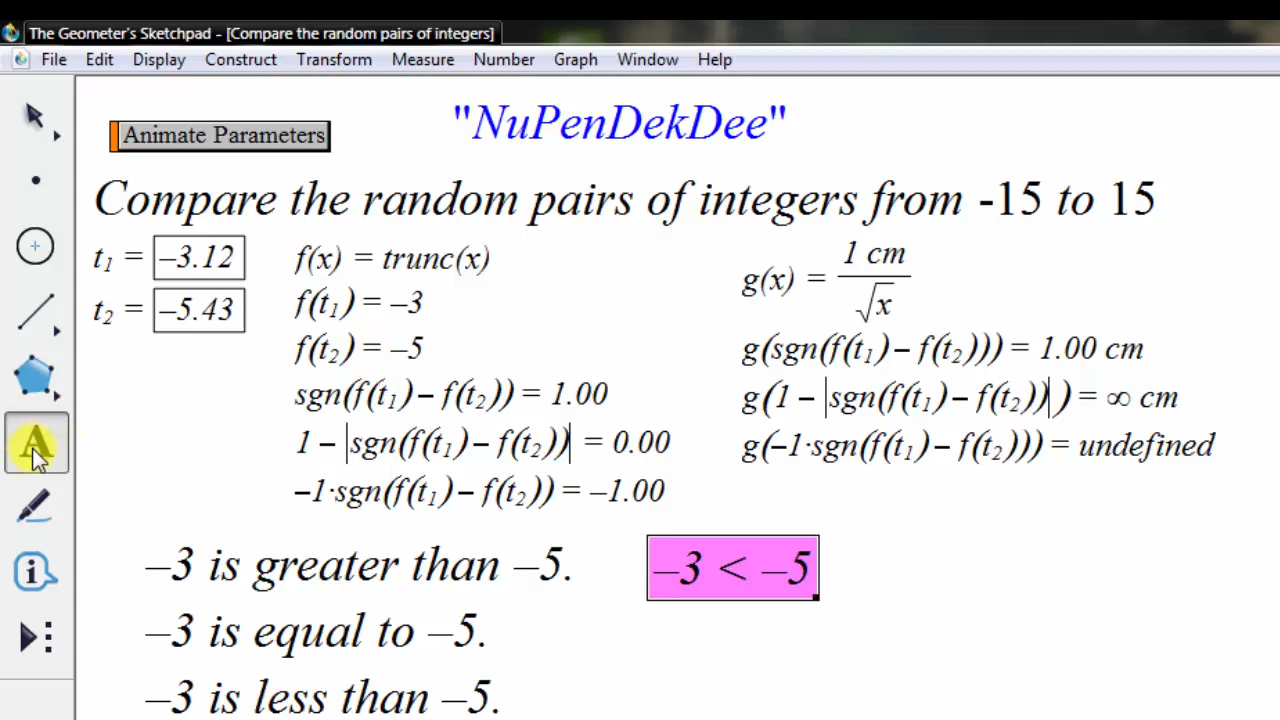 The Geometer's Sketchpad - [Compare the random pairs of integers]
File Edit Display Construct Transform Measure Number Graph Window Help
Animate Parameters
"NuPenDekDee"
Compare the random pairs of integers from -15 to 15
t₁ = –3.12
t₂ = –5.43
f(x) = trunc(x)
f(t₁) = –3
f(t₂) = –5
sgn(f(t₁) – f(t₂)) = 1.00
1 – |sgn(f(t₁) – f(t₂))| = 0.00
–1·sgn(f(t₁) – f(t₂)) = –1.00
g(x) = 1 cm / √x
g(sgn(f(t₁) – f(t₂))) = 1.00 cm
g(1 – |sgn(f(t₁) – f(t₂))|) = ∞ cm
g(–1·sgn(f(t₁) – f(t₂))) = undefined
–3 is greater than –5.
–3 < –5
–3 is equal to –5.
–3 is less than –5.
A